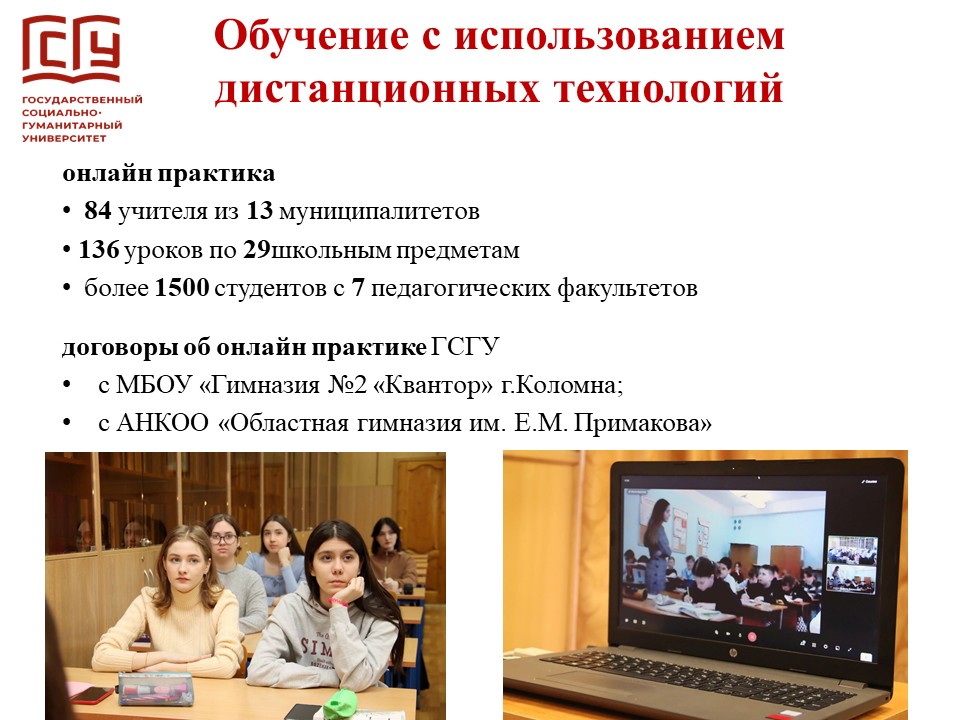 ГСГУ
ГОСУДАРСТВЕННЫЙ
СОЦИАЛЬНО-
ГУМАНИТАРНЫЙ
УНИВЕРСИТЕТ
Обучение с использованием
дистанционных технологий
онлайн практика
• 84 учителя из 13 муниципалитетов
• 136 уроков по 29школьным предметам
• более 1500 студентов с 7 педагогических факультетов
договоры об онлайн практике ГСГУ
• с МБОУ «Гимназия №2 «Квантор» г.Коломна;
• с АНКОО «Областная гимназия им. Е.М. Примакова»
hp